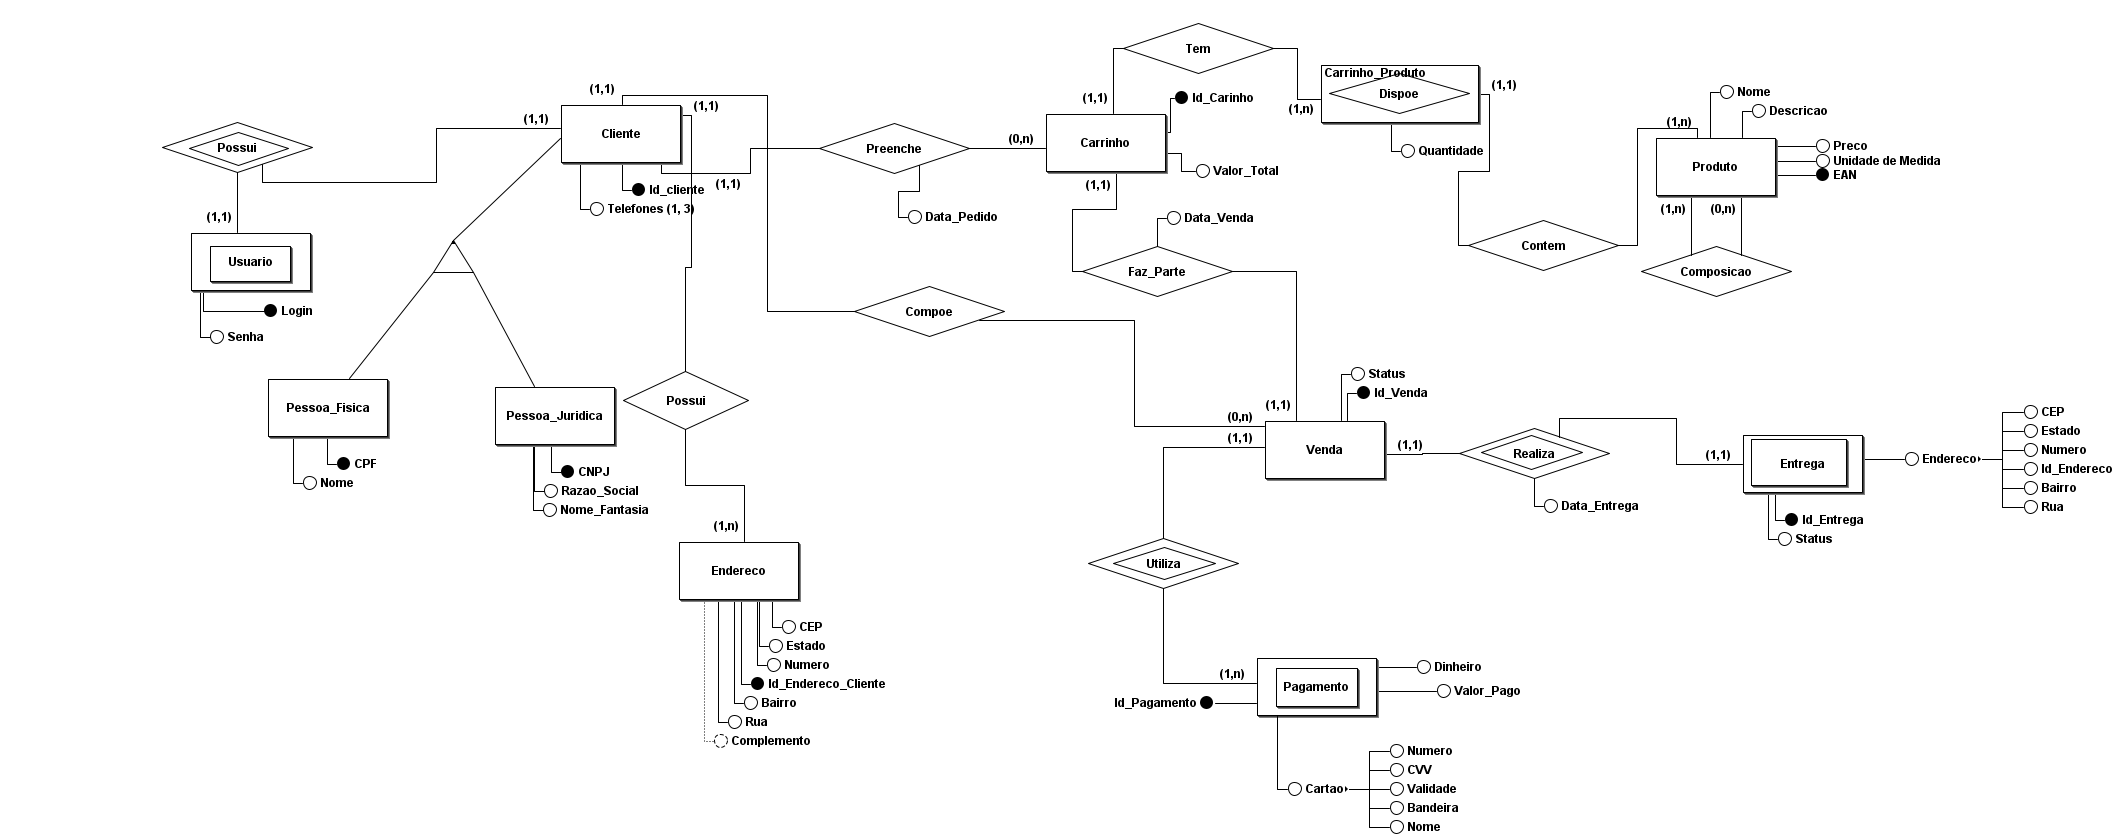 Tem
Carrinho_Produto
Dispoe
(1,1)
(1,n)
Quantidade
(1,1)
(1,1)
(1,1)
Cliente
(1,1)
Id_cliente
Telefones (1, 3)
(1,1)
Possui
(1,1)
Usuario
Login
Senha
Preenche
(0,n)
Data_Pedido
(1,1)
Id_Carinho
Carrinho
Valor_Total
(1,1)
Nome
Descricao
(1,n)
Preco
Produto
Unidade de Medida
EAN
(1,n)
(0,n)
Composicao
Contem
Data_Venda
Faz_Parte
Compoe
Pessoa_Fisica
CPF
Nome
Pessoa_Juridica
CNPJ
Razao_Social
Nome_Fantasia
Possui
(1,n)
Endereco
CEP
Estado
Numero
Id_Endereco_Cliente
Bairro
Rua
Complemento
Status
Id_Venda
(1,1)
(0,n)
(1,1)
Venda
(1,1)
Realiza
Data_Entrega
(1,1)
Entrega
Id_Entrega
Status
Endereco
CEP
Estado
Numero
Id_Endereco
Bairro
Rua
Utiliza
(1,n)
Pagamento
Id_Pagamento
Dinheiro
Valor_Pago
Cartao
Numero
CVV
Validade
Bandeira
Nome